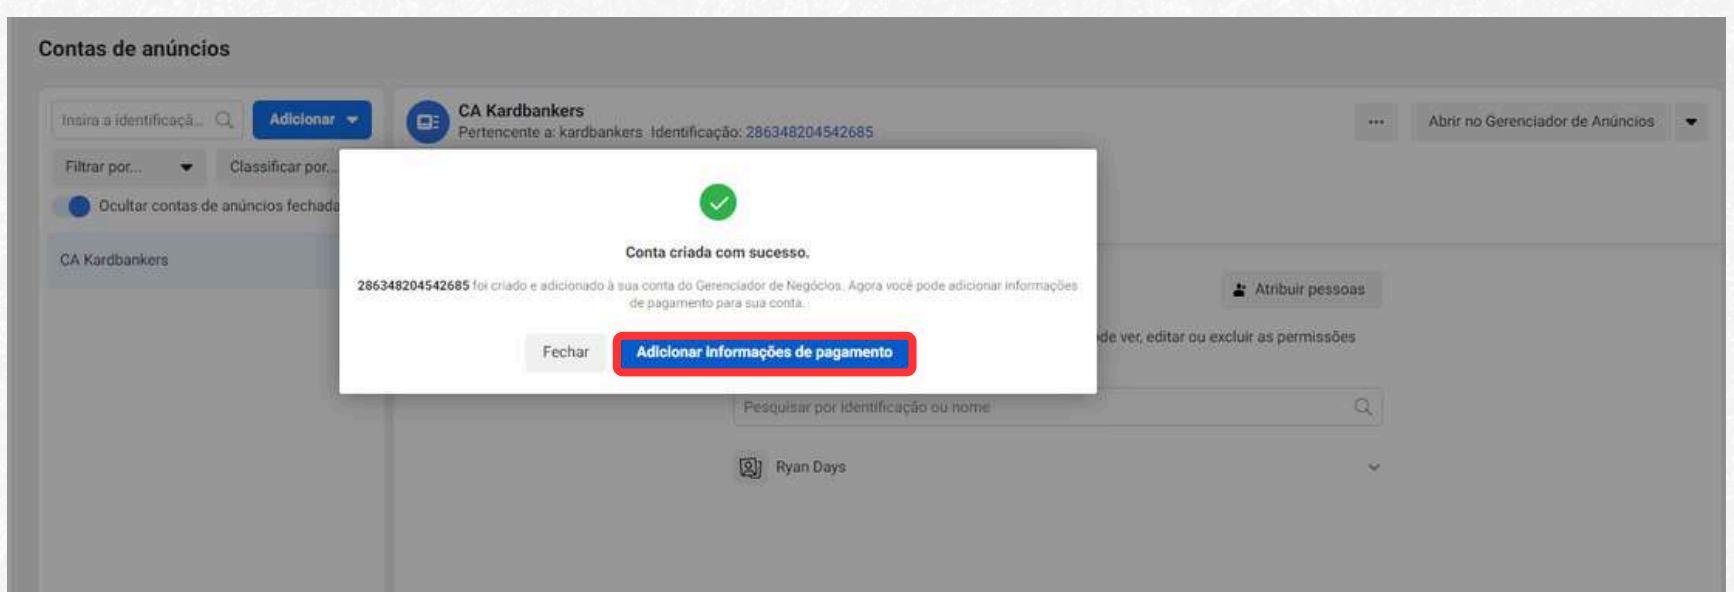 Contas de anúncios
Insira a identificaçã...
Adicionar
Filtrar por...
Classificar por...
Ocultar contas de anúncios fechada
CA Kardbankers
CA Kardbankers
Pertencente a: kardbankers Identificação: 286348204542685
...
Abrir no Gerenciador de Anúncios
Conta criada com sucesso.
286348204542685 foi criado e adicionado à sua conta do Gerenciador de Negócios. Agora você pode adicionar informações
de pagamento para sua conta.
Fechar
Adicionar informações de pagamento
Atribuir pessoas
de ver, editar ou excluir as permissões
Pesquisar por identificação ou nome
Ryan Days